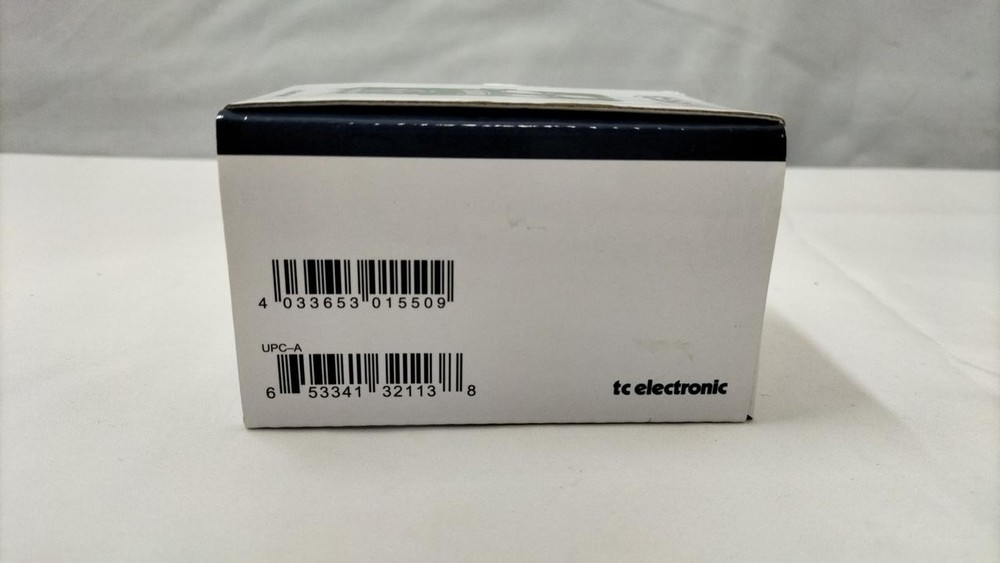 4 033653 015509
UPC-A
6 53341 32113 8
tc electronic